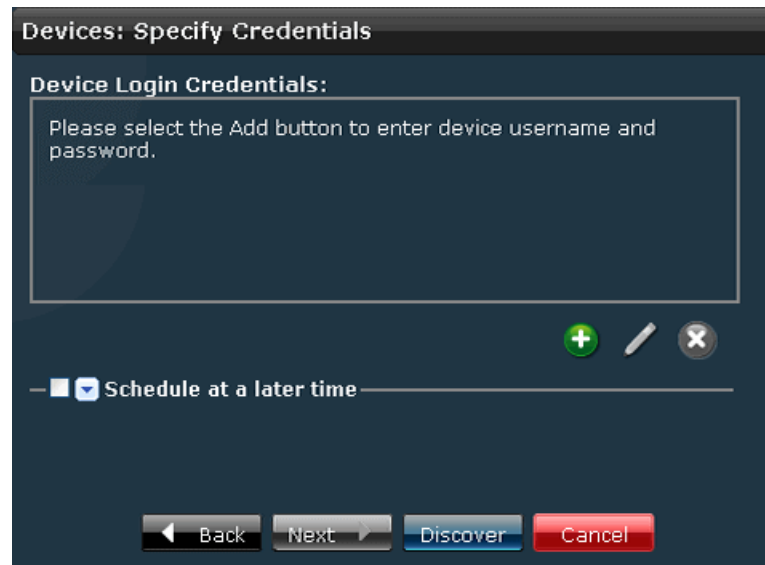 Devices: Specify Credentials
Device Login Credentials:
Please select the Add button to enter device username and
password.
Schedule at a later time
Back
Next
Discover
Cancel